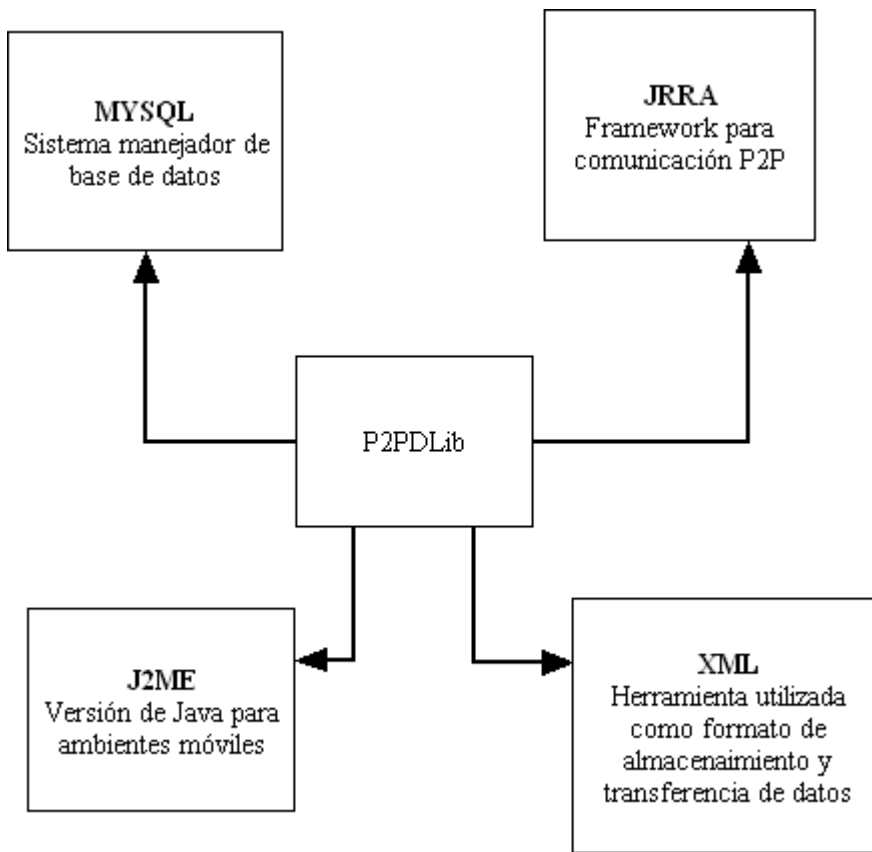 MYSQL
Sistema manejador de
base de datos
JRRA
Framework para
comunicación P2P
P2PDLib
J2ME
Versión de Java para
ambientes móviles
XML
Herramienta utilizada
como formato de
almacenaimiento y
transferencia de datos